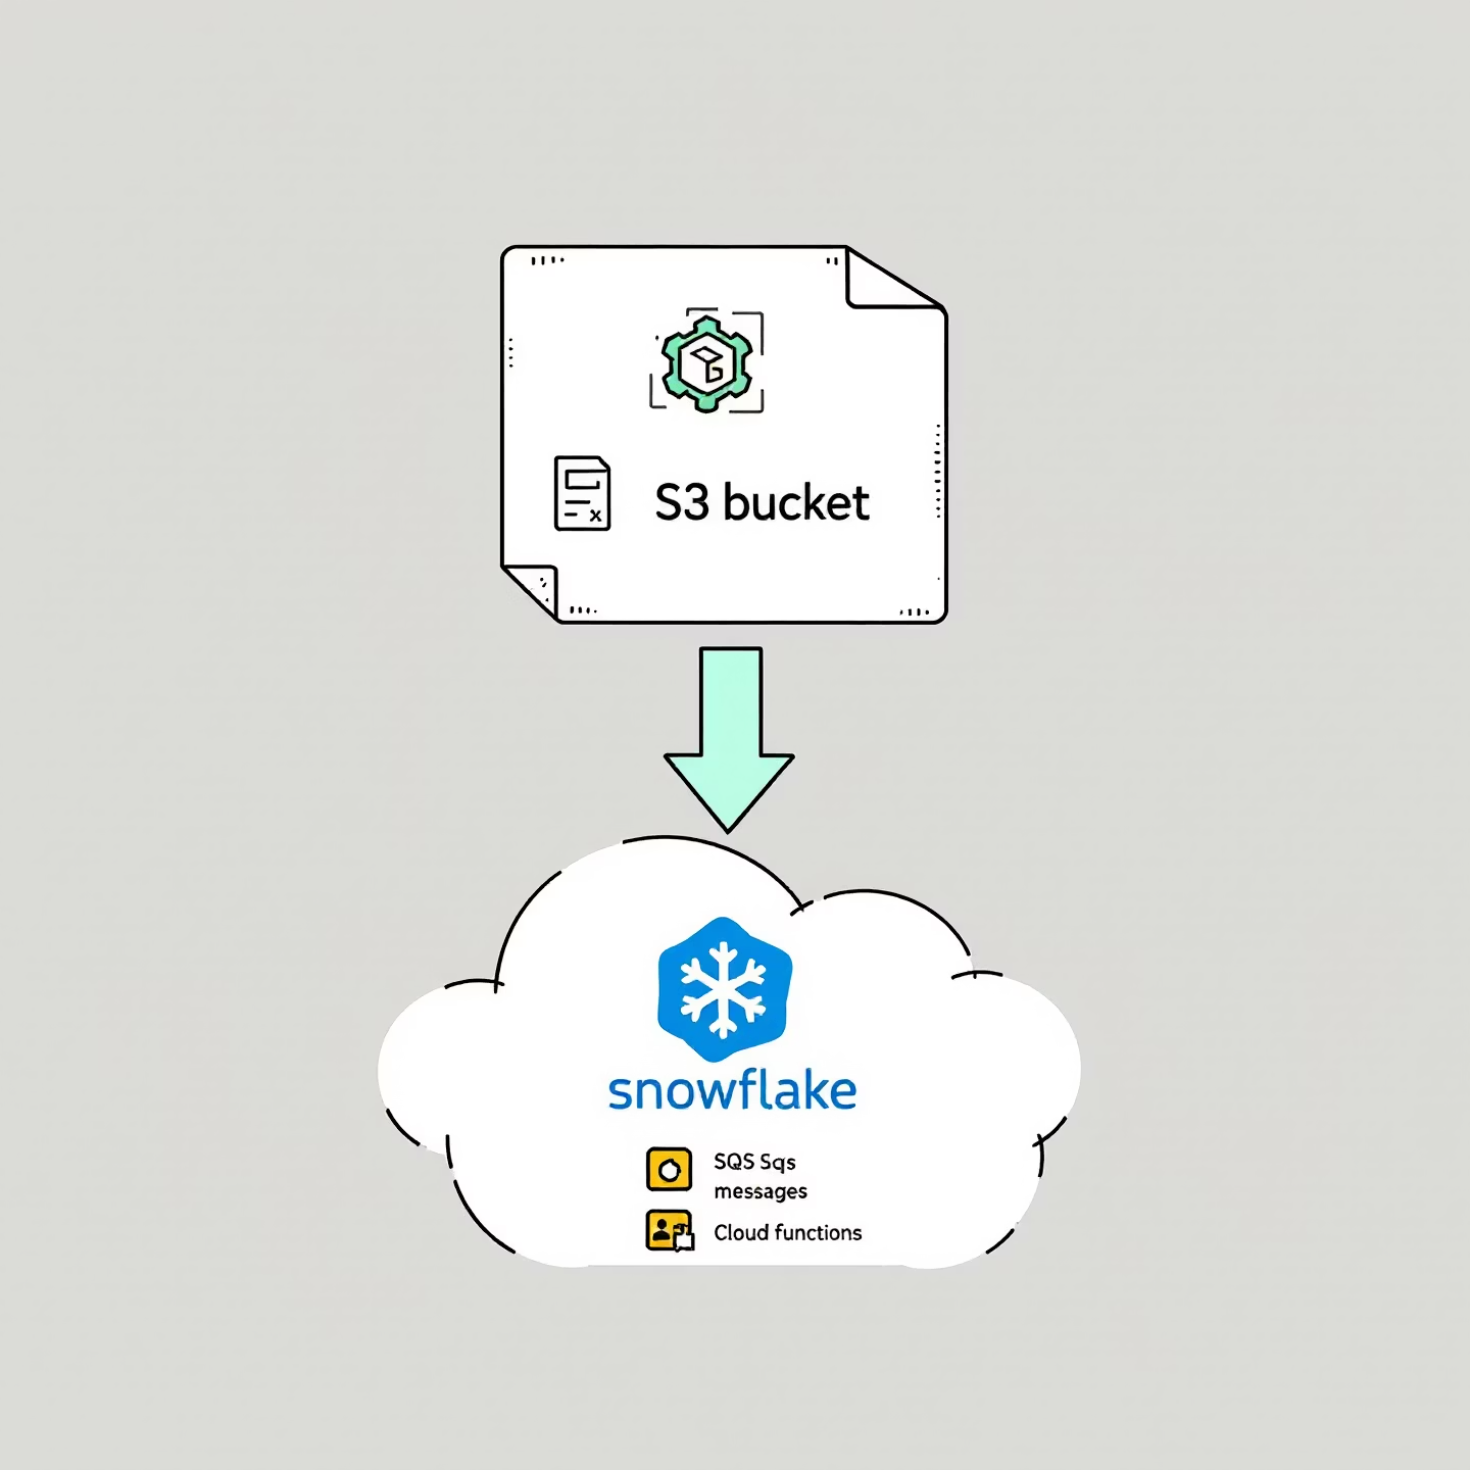 S3 bucket
snowflake
SQS Sqs
messages
Cloud functions